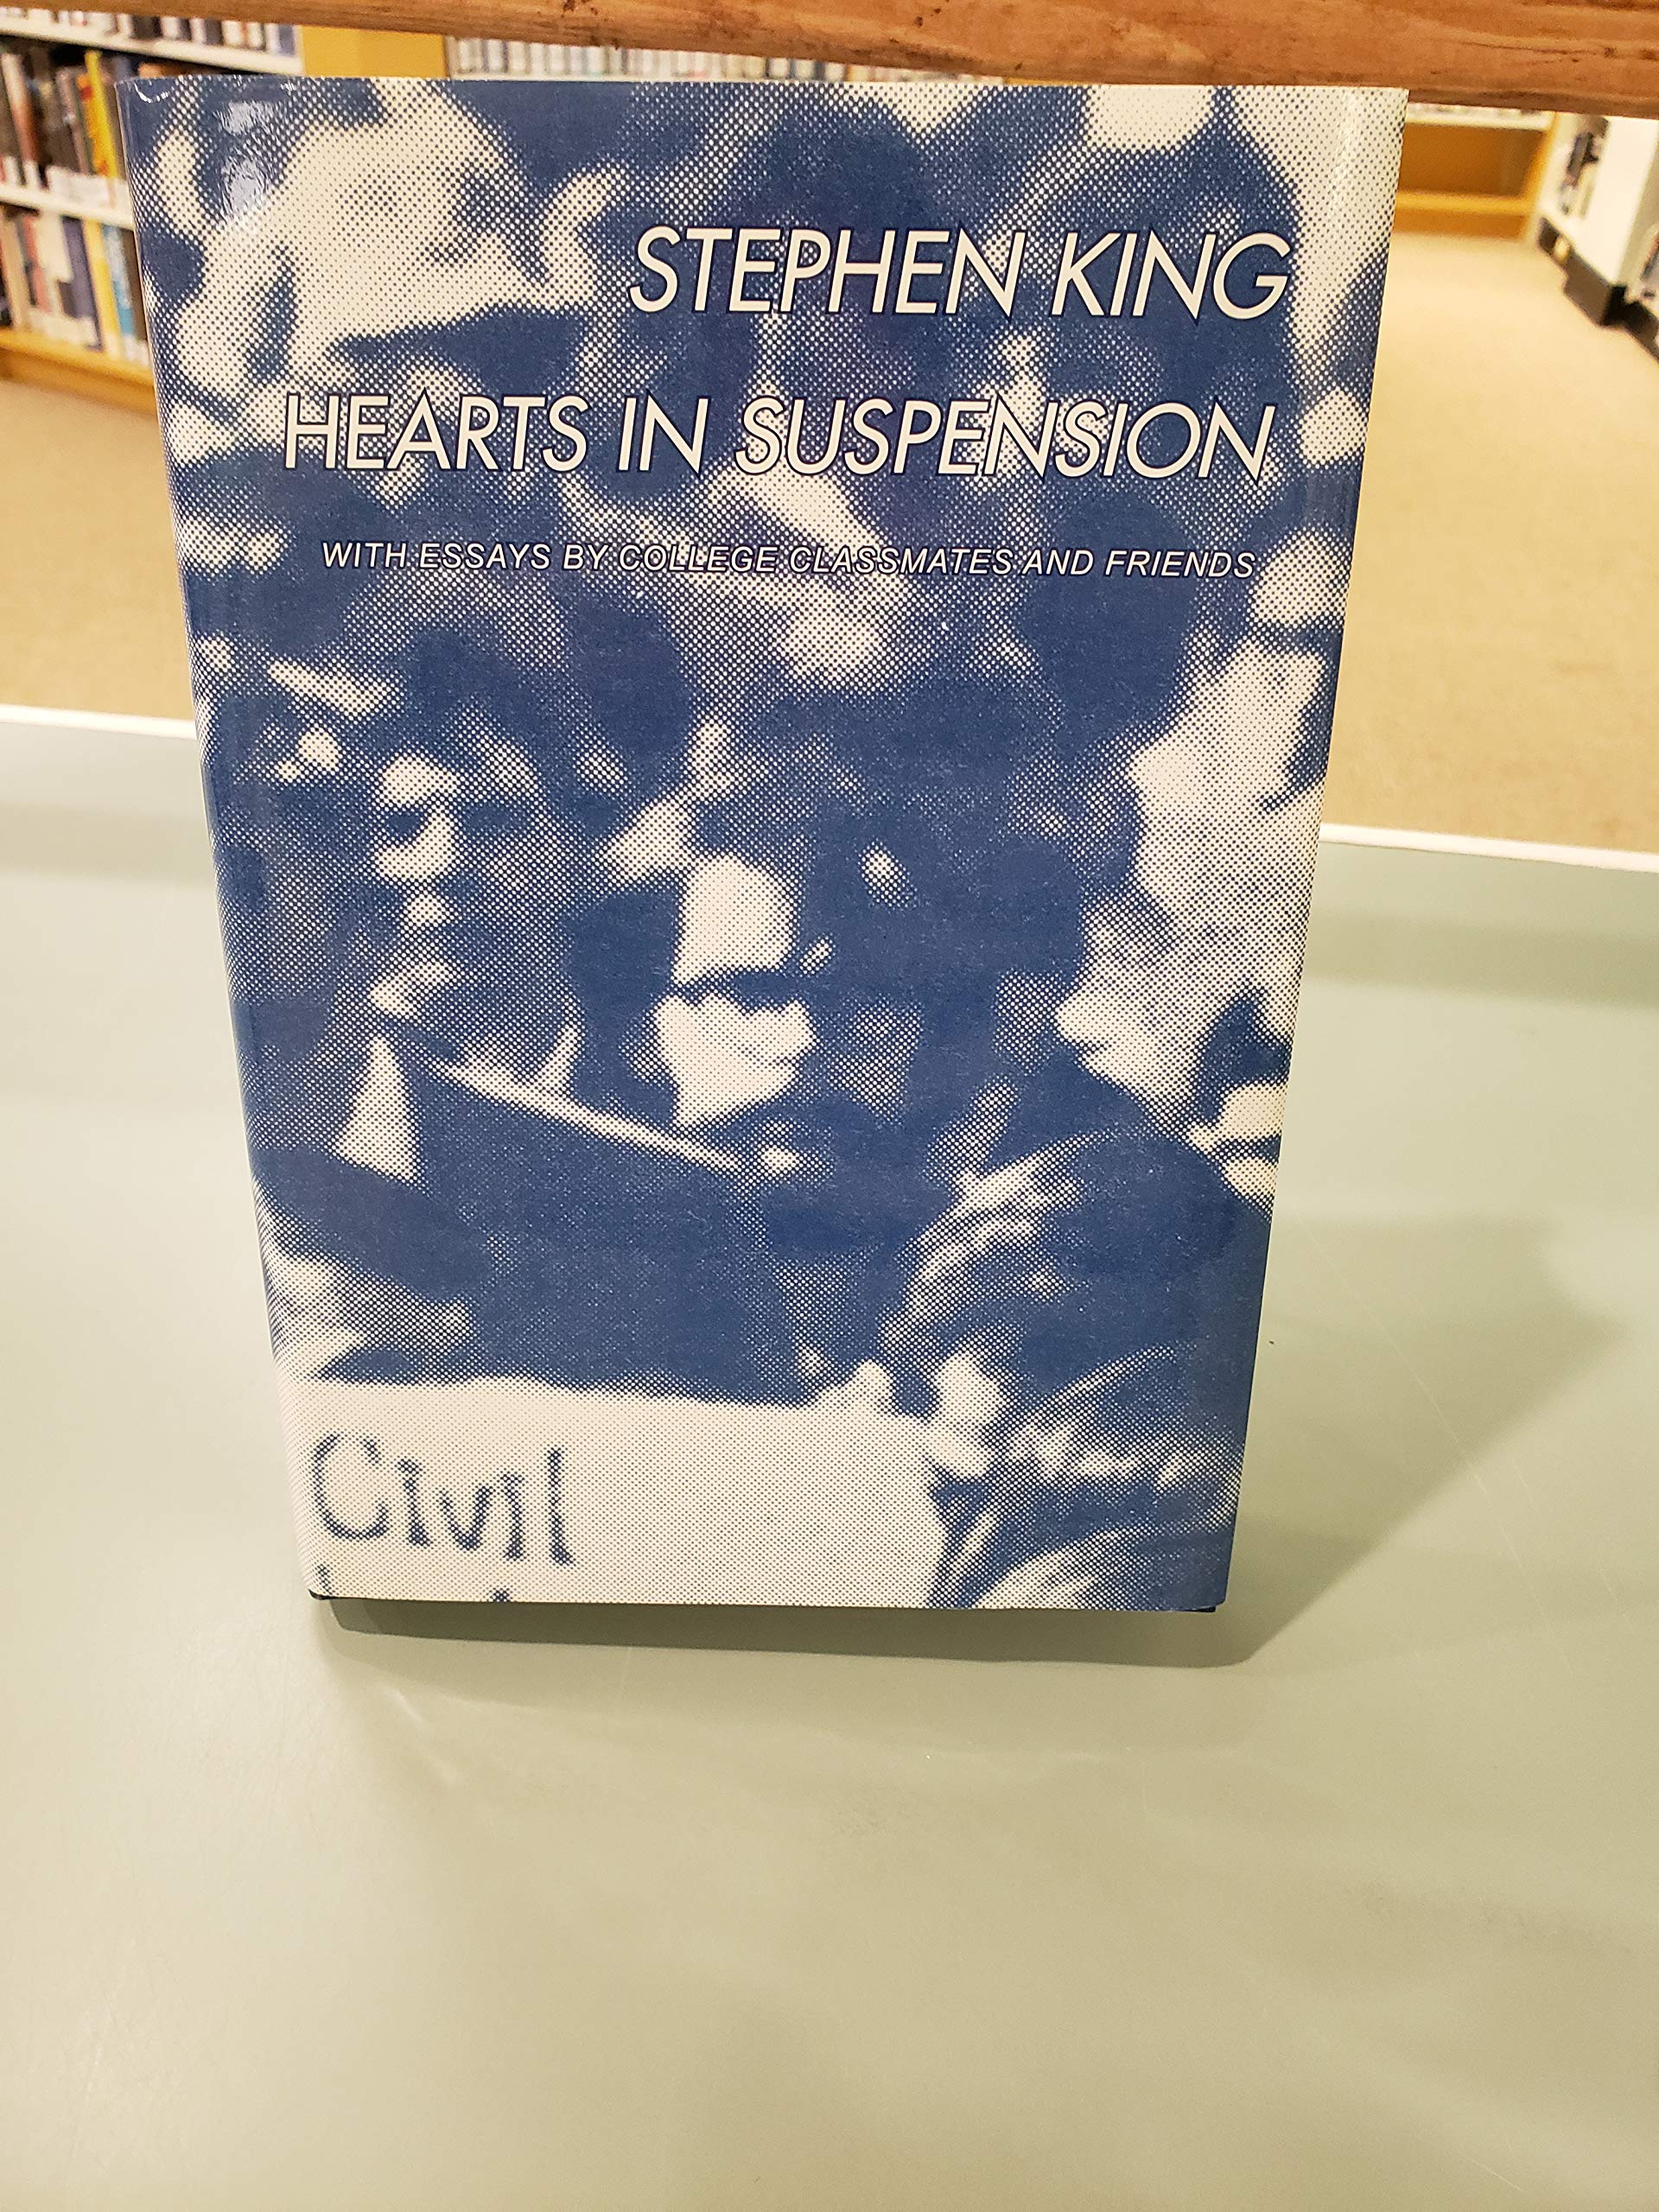 STEPHEN KING
HEARTS IN SUSPENSION
WITH ESSAYS BY COLLEGE CLASSMATES AND FRIENDS
Civil